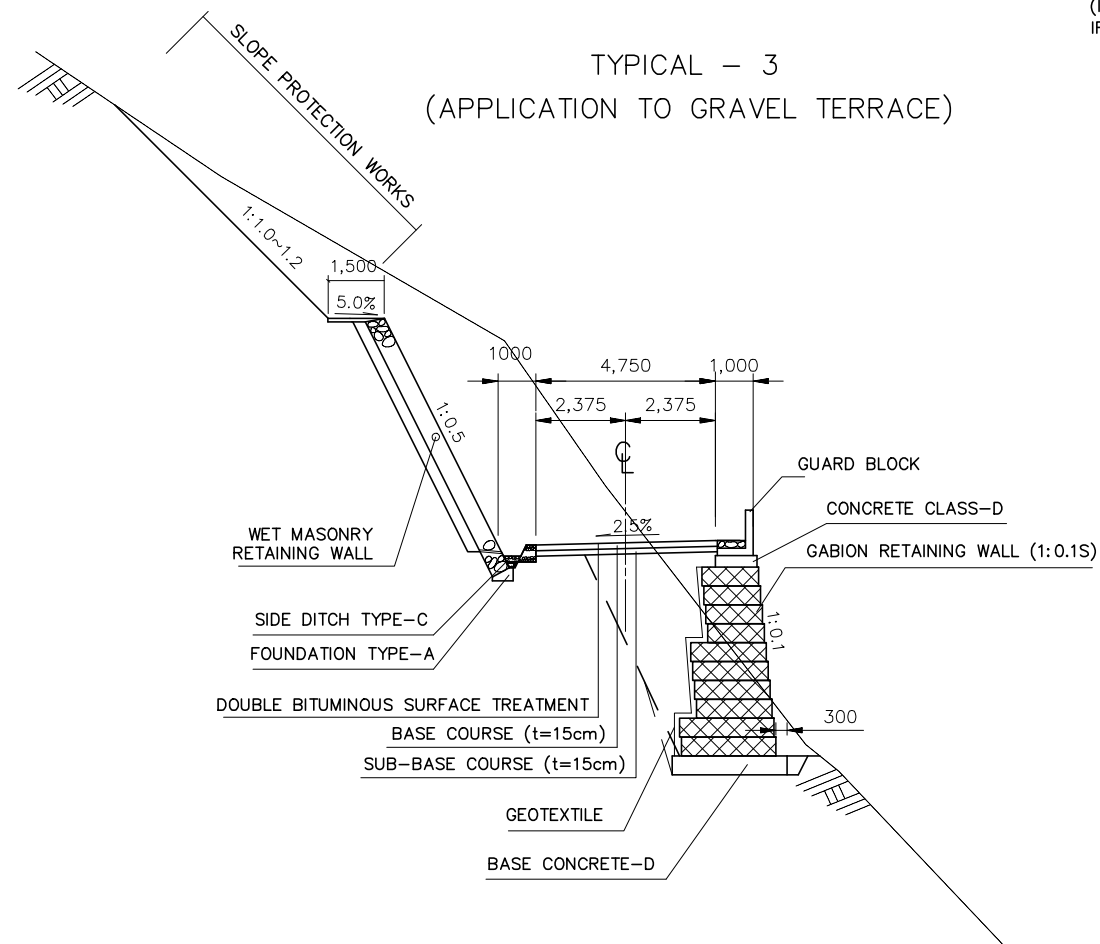 TYPICAL - 3
(APPLICATION TO GRAVEL TERRACE)
SLOPE PROTECTION WORKS
1:1.0~1.2
1,500
5.0%
1000
4,750
1,000
2,375
2,375
1:0.5
CL
GUARD BLOCK
CONCRETE CLASS-D
2.5%
WET MASONRY
RETAINING WALL
GABION RETAINING WALL (1:0.1S)
1:0.1
SIDE DITCH TYPE-C
FOUNDATION TYPE-A
DOUBLE BITUMINOUS SURFACE TREATMENT
300
BASE COURSE (t=15cm)
SUB-BASE COURSE (t=15cm)
GEOTEXTILE
BASE CONCRETE-D